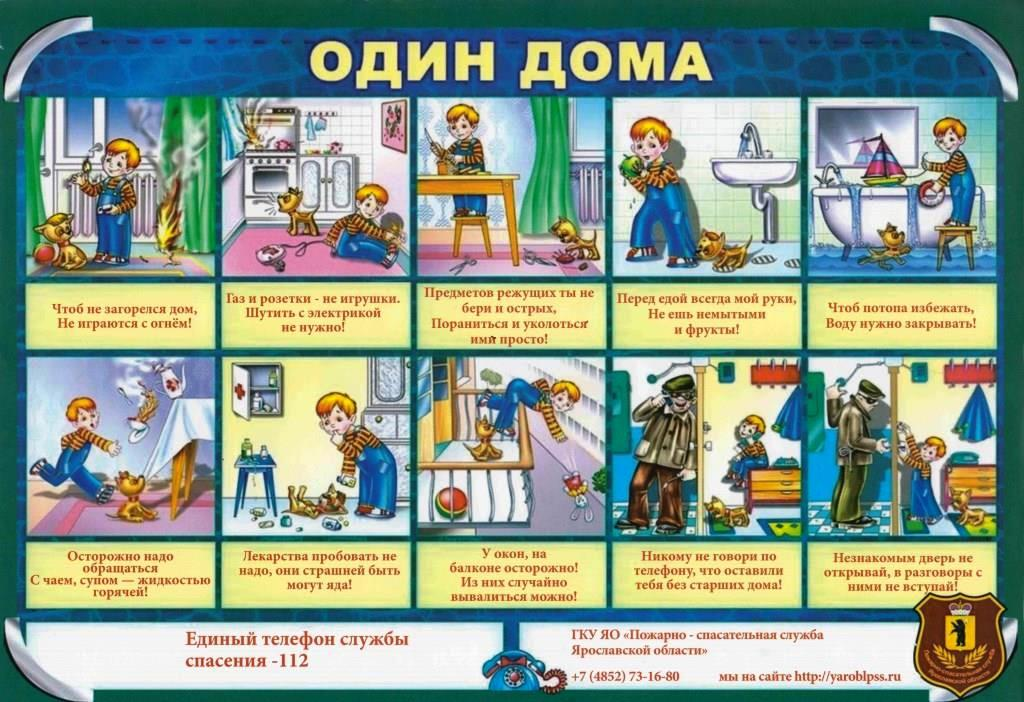 ОДИН ДОМА
Чтоб не загорелся дом,
Не играются с огнём!
Газ и розетки - не игрушки.
Шутить с электрикой
не нужно!
Предметов режущих ты не
бери и острых,
Пораниться и уколоться
ими просто!
Перед едой всегда мой руки,
Не ешь немытыми
и фрукты!
Чтоб потопа избежать,
Воду нужно закрывать!
Осторожно надо
обращаться
С чаем, супом — жидкостью
горячей!
Лекарства пробовать не
надо, они страшней быть
могут яда!
У окон, на
балконе осторожно!
Из них случайно
вывалиться можно!
Никому не говори по
телефону, что оставили
тебя без старших дома!
Незнакомым дверь не
открывай, в разговоры с
ними не вступай!
Единый телефон службы
спасения -112
ГКУ ЯО «Пожарно - спасательная служба
Ярославской области»
+7 (4852) 73-16-80 мы на сайте http://yaroblpss.ru
Пожарно-спасательная служба
Ярославской области